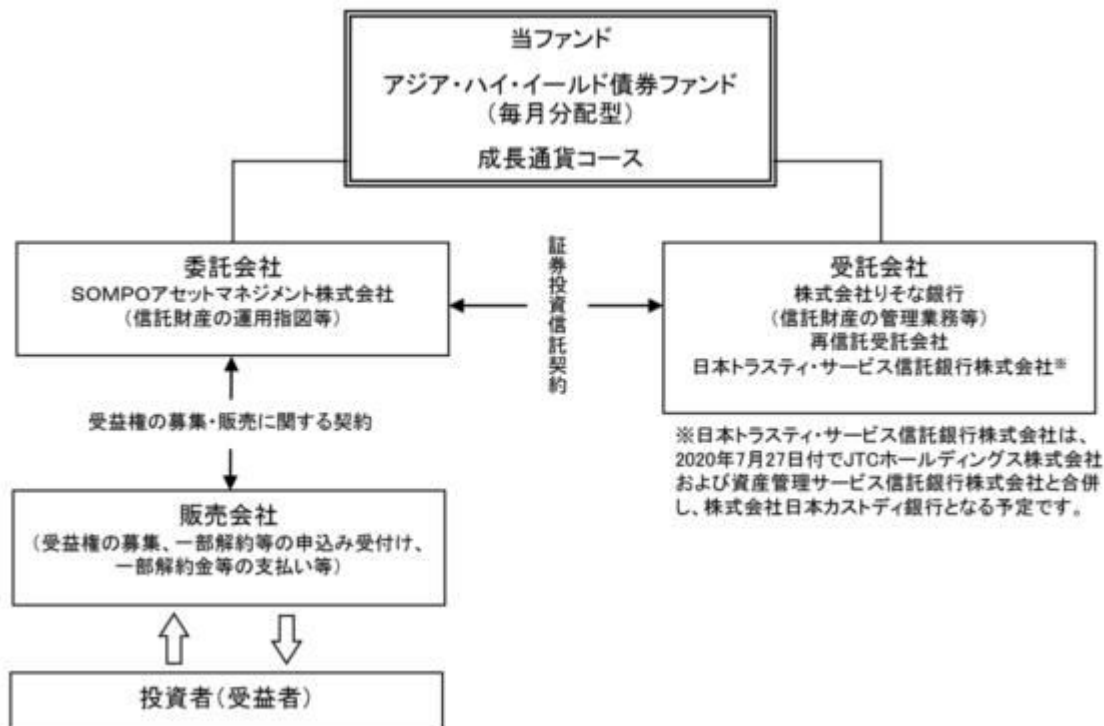 当ファンド
アジア・ハイ・イールド債券ファンド
(毎月分配型)
成長通貨コース
委託会社
SOMPOアセットマネジメント株式会社
(信託財産の運用指図等)
証券投資信託契約
受託会社
株式会社りそな銀行
(信託財産の管理業務等)
再信託受託会社
日本トラスティ・サービス信託銀行株式会社※
受益権の募集・販売に関する契約
※日本トラスティ・サービス信託銀行株式会社は、
2020年7月27日付でJTCホールディングス株式会社
および資産管理サービス信託銀行株式会社と合併
し、株式会社日本カストディ銀行となる予定です。
販売会社
(受益権の募集、一部解約等の申込み受付け、
一部解約金等の支払い等)
投資者(受益者)